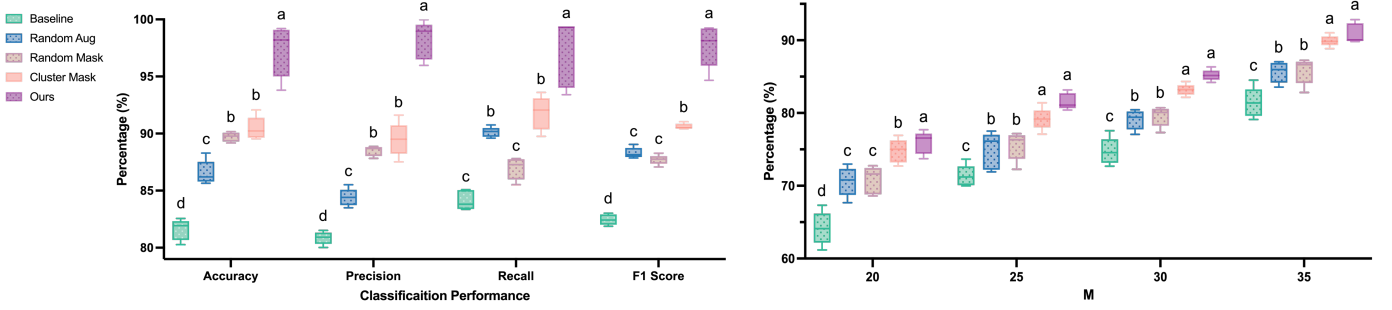 Baseline
Random Aug
Random Mask
Cluster Mask
Ours
Percentage (%)
100
95
90
85
80
d c b b a
d c b b a
c b c b a
d c c b a
Accuracy Precision Recall F1 Score
Classificaition Performance
Percentage (%)
90
80
70
60
d c c b a
c b b a a
c b b a a
c b b a a
20 25 30 35
M